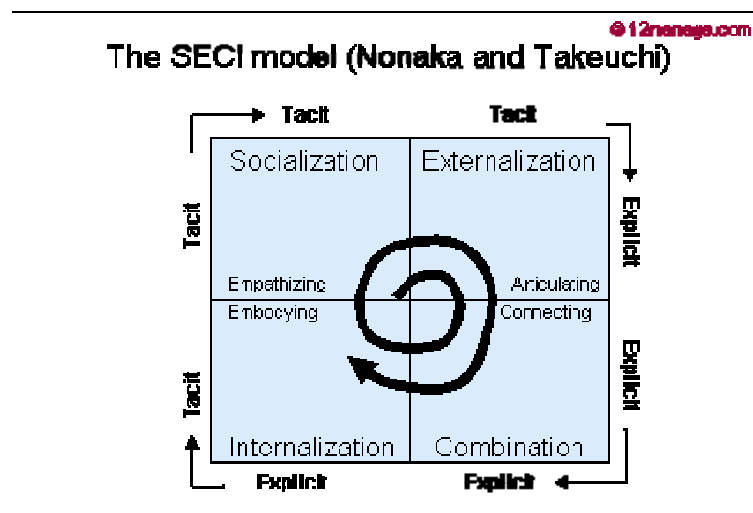 © 12manage.com
The SECI model (Nonaka and Takeuchi)
Tacit Tacit
Socialization Externalization
Tacit Explicit
Empathizing Articulating
Embodying Connecting
Tacit Explicit
Internalization Combination
Explicit Explicit